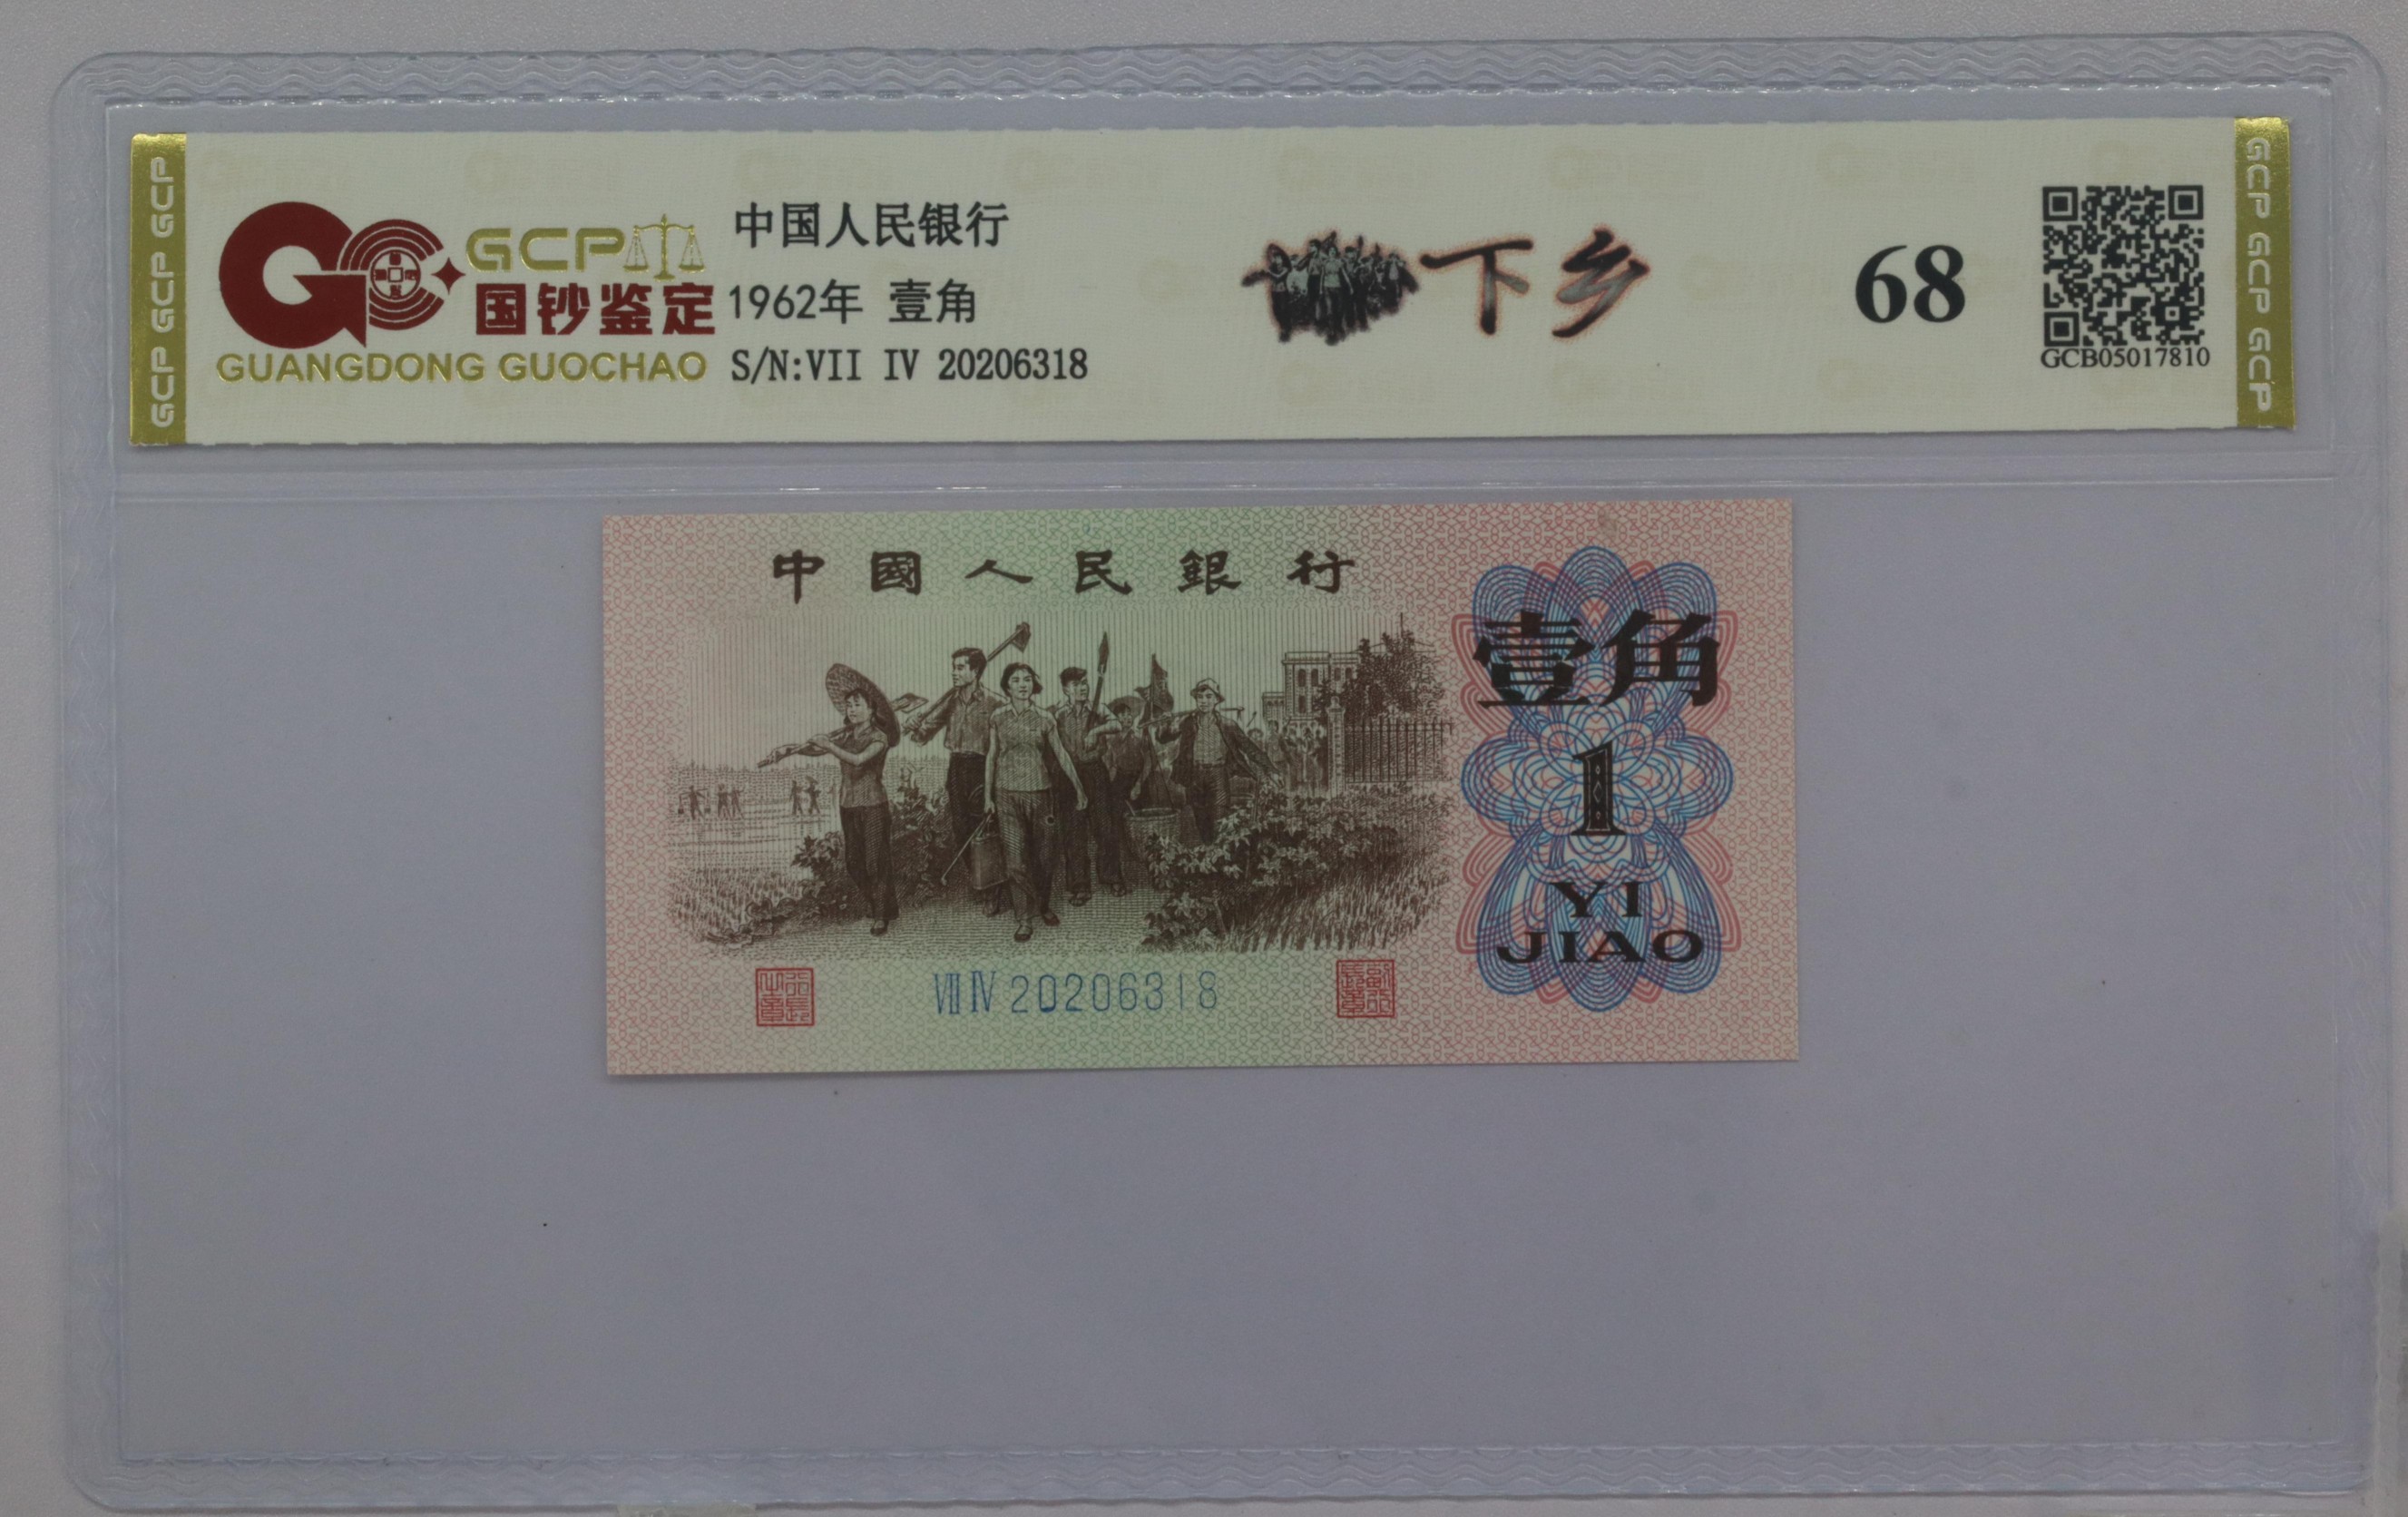 GCP GCP GCP
GCP
国钞鉴定
GUANGDONG GUOCHAO
中国人民银行
1962年 壹角
S/N:VII IV 20206318
下乡
68
GCB05017810
GCP GCP GCP
中國人民銀行
壹角
1
YI
JIAO
VIII IV 20206318